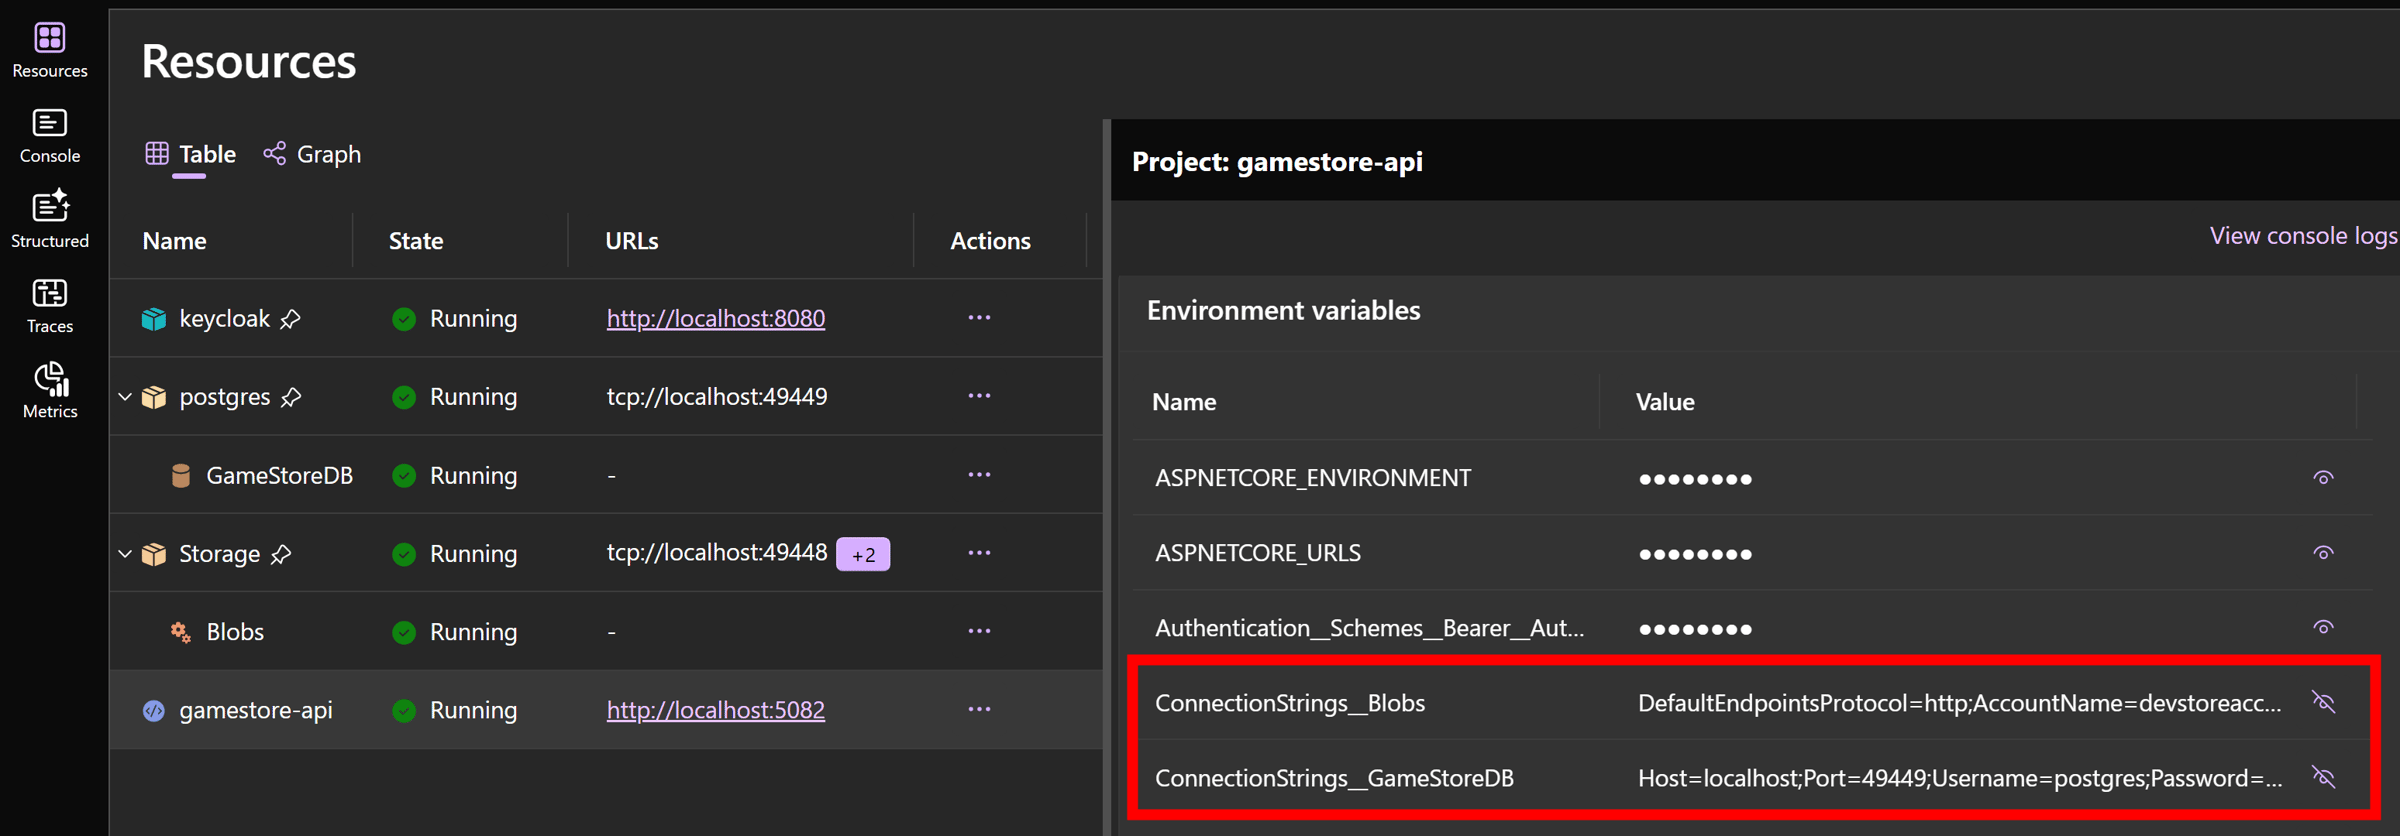 Resources
Console
Structured
Traces
Metrics
Resources
Table Graph
Name State URLs Actions
keycloak Running http://localhost:8080 ...
postgres Running tcp://localhost:49449 ...
GameStoreDB Running - ...
Storage Running tcp://localhost:49448 +2 ...
Blobs Running - ...
gamestore-api Running http://localhost:5082 ...
Project: gamestore-api
View console logs
Environment variables
Name Value
ASPNETCORE_ENVIRONMENT ●●●●●●●●
ASPNETCORE_URLS ●●●●●●●●
Authentication__Schemes__Bearer__Aut... ●●●●●●●●
ConnectionStrings__Blobs DefaultEndpointsProtocol=http;AccountName=devstoreacc...
ConnectionStrings__GameStoreDB Host=localhost;Port=49449;Username=postgres;Password=...